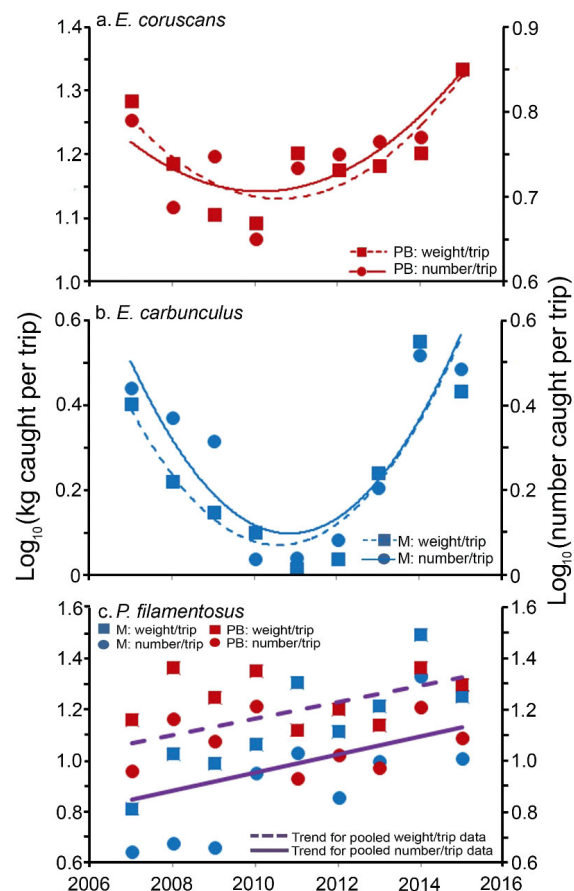 a. E. coruscans
1.4
1.3
1.2
1.1
1.0
0.9
0.8
0.7
0.6
PB: weight/trip
PB: number/trip
b. E. carbunculus
0.6
0.4
0.2
0
0.6
0.4
0.2
0
M: weight/trip
M: number/trip
Log10(kg caught per trip)
Log10(number caught per trip)
c. P. filamentosus
M: weight/trip PB: weight/trip
M: number/trip PB: number/trip
1.6
1.4
1.2
1.0
0.8
0.6
1.6
1.4
1.2
1.0
0.8
0.6
Trend for pooled weight/trip data
Trend for pooled number/trip data
2006 2008 2010 2012 2014 2016